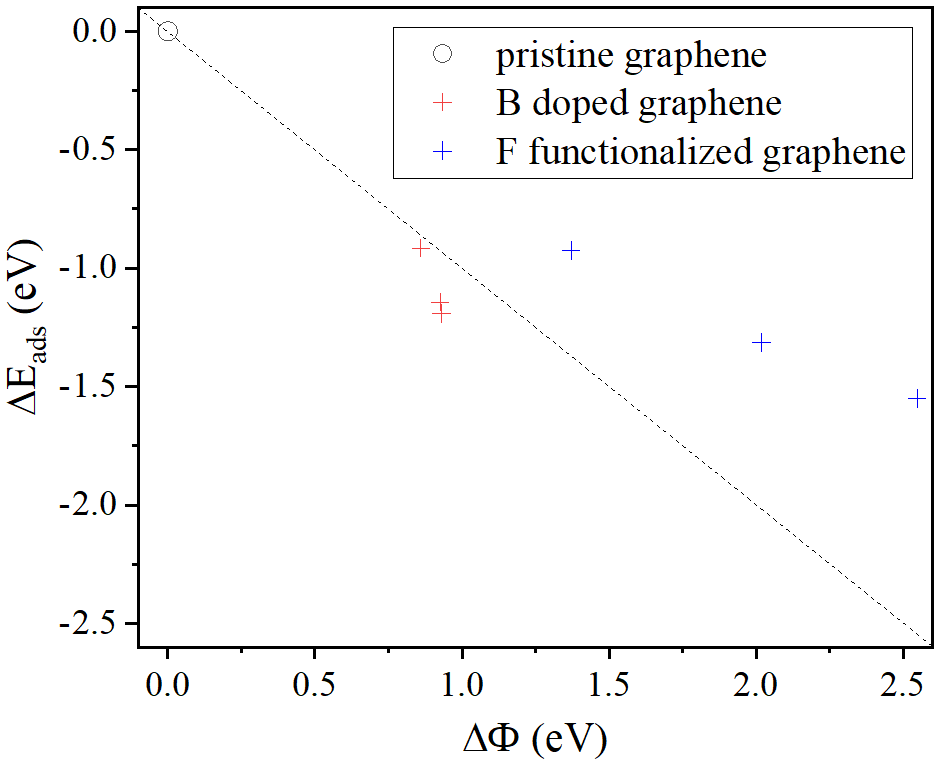 pristine graphene
B doped graphene
F functionalized graphene
0.0
-0.5
-1.0
-1.5
-2.0
-2.5
ΔEads (eV)
0.0 0.5 1.0 1.5 2.0 2.5
ΔΦ (eV)